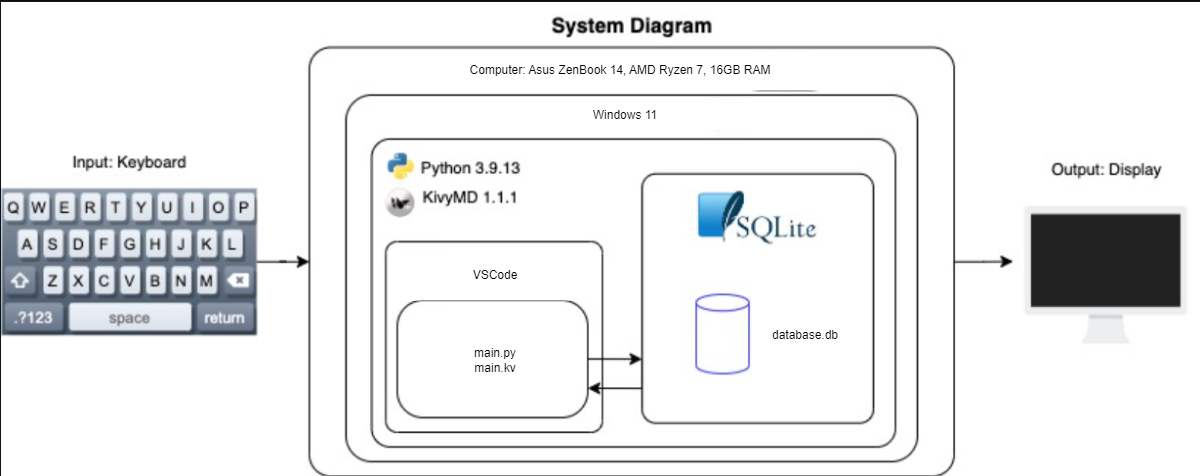 System Diagram
Computer: Asus ZenBook 14, AMD Ryzen 7, 16GB RAM
Windows 11
Input: Keyboard
Q W E R T Y U I O P
A S D F G H J K L
Z X C V B N M
.?123 space return
Python 3.9.13
KivyMD 1.1.1
VSCode
main.py
main.kv
SQLite
database.db
Output: Display